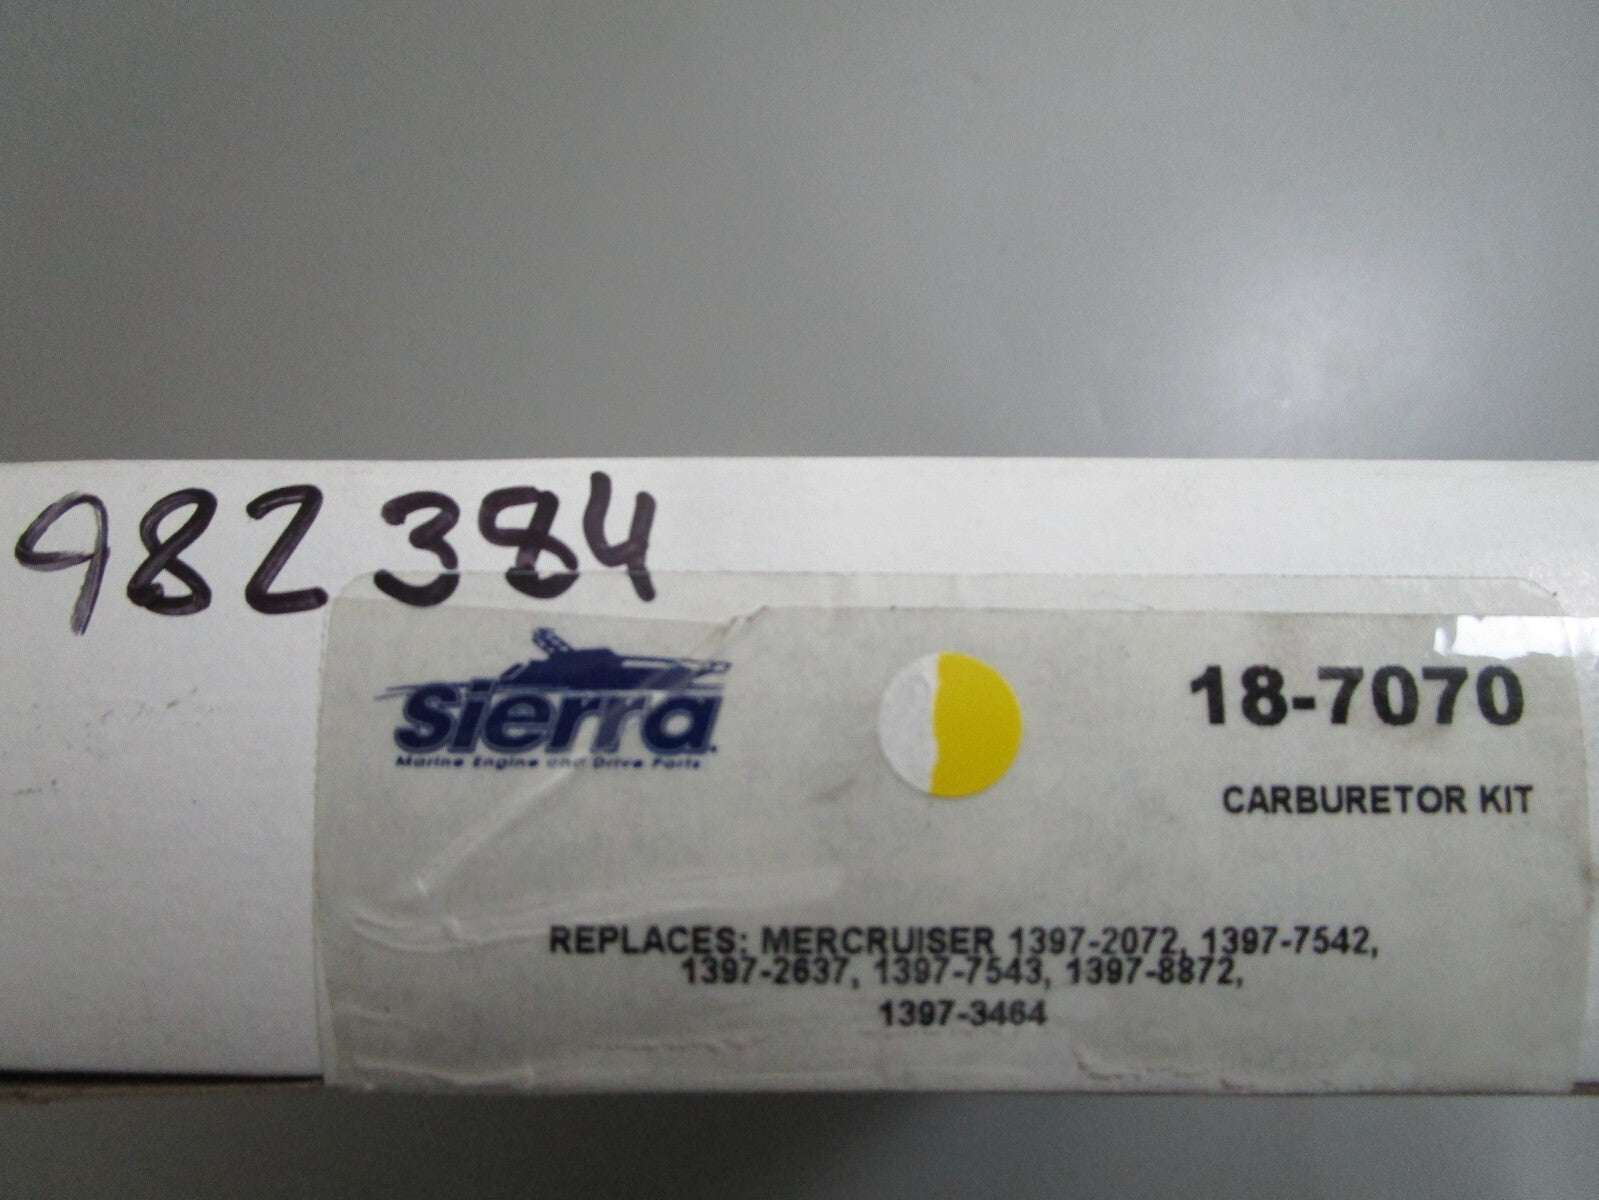 982384
Sierra
Marine Engine and Drive Parts
18-7070
CARBURETOR KIT
REPLACES: MERCRUISER 1397-2072, 1397-7542,
1397-2637, 1397-7543, 1397-8872,
1397-3464